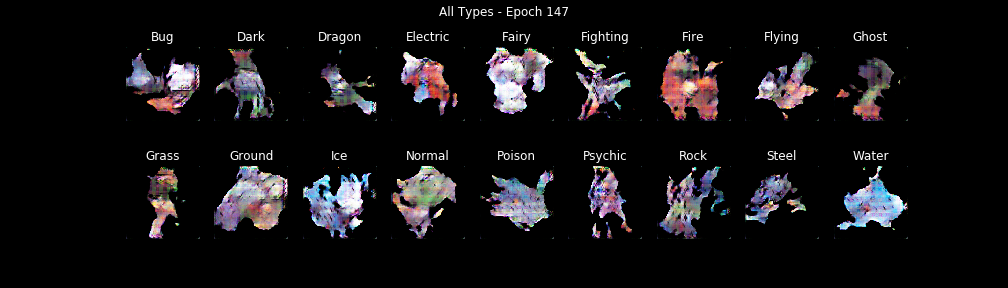 All Types - Epoch 147
Bug Dark Dragon Electric Fairy Fighting Fire Flying Ghost
Grass Ground Ice Normal Poison Psychic Rock Steel Water